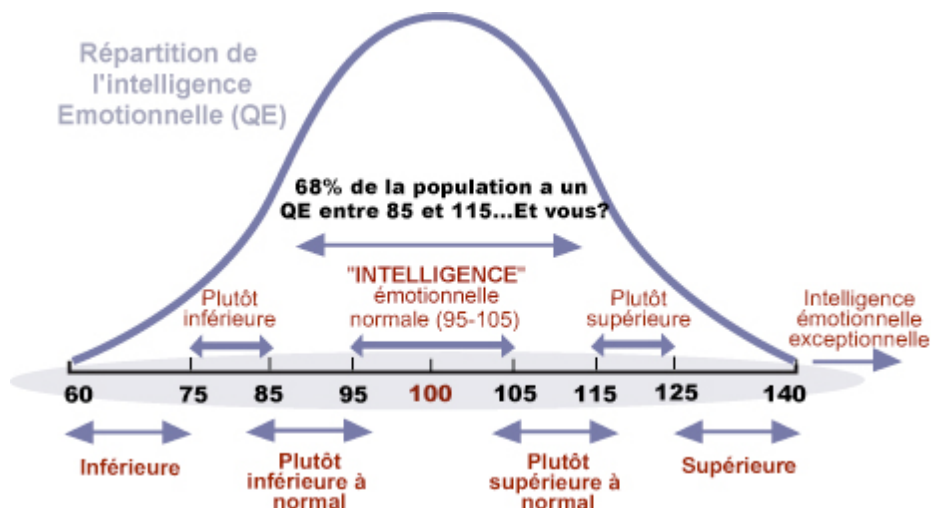 Répartition de
l'intelligence
Emotionnelle (QE)
68% de la population a un
QE entre 85 et 115...Et vous?
"INTELLIGENCE"
émotionnelle
normale (95-105)
Plutôt
inférieure
Plutôt
supérieure
Intelligence
émotionnelle
exceptionnelle
60 75 85 95 100 105 115 125 140
Inférieure
Plutôt
inférieure à
normal
Plutôt
supérieure à
normal
Supérieure